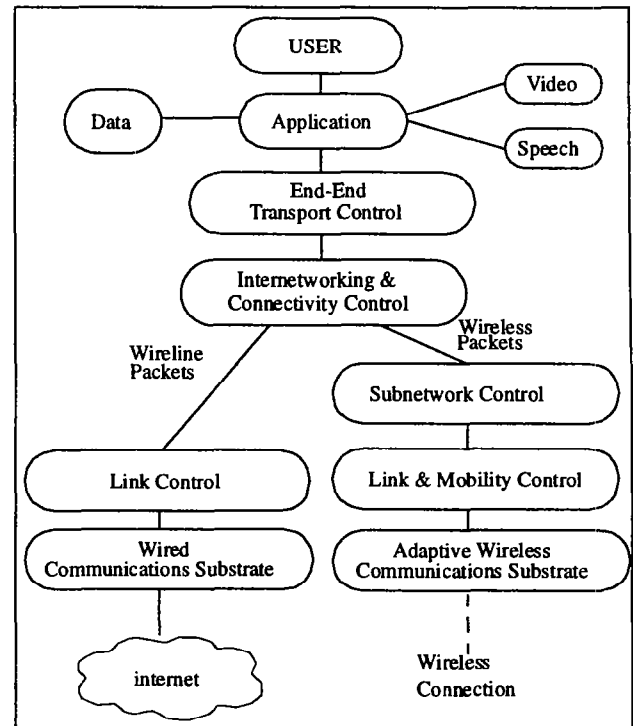 USER
Video
Data
Application
Speech
End-End
Transport Control
Internetworking &
Connectivity Control
Wireline
Packets
Wireless
Packets
Subnetwork Control
Link Control
Link & Mobility Control
Wired
Communications Substrate
Adaptive Wireless
Communications Substrate
internet
Wireless
Connection